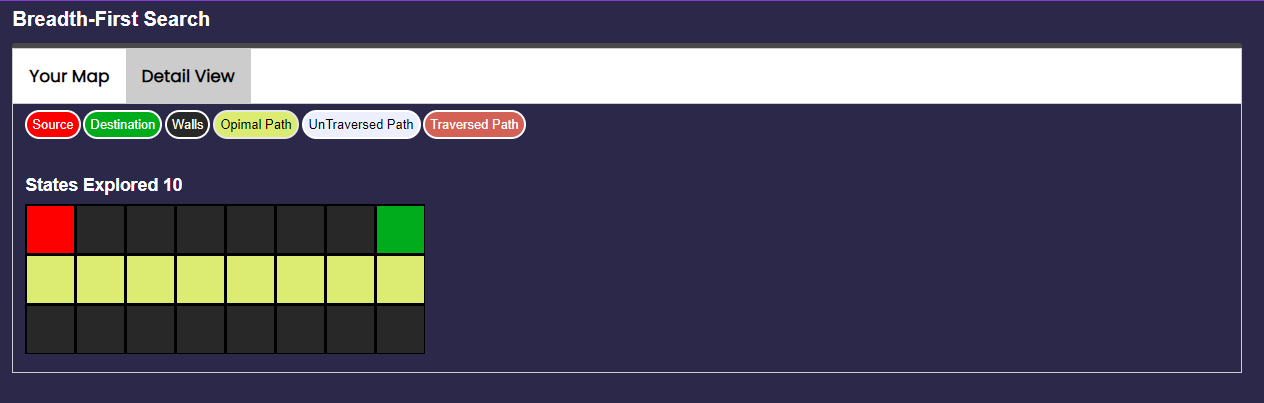 Breadth-First Search
Your Map Detail View
Source Destination Walls Opimal Path UnTraversed Path Traversed Path
States Explored 10